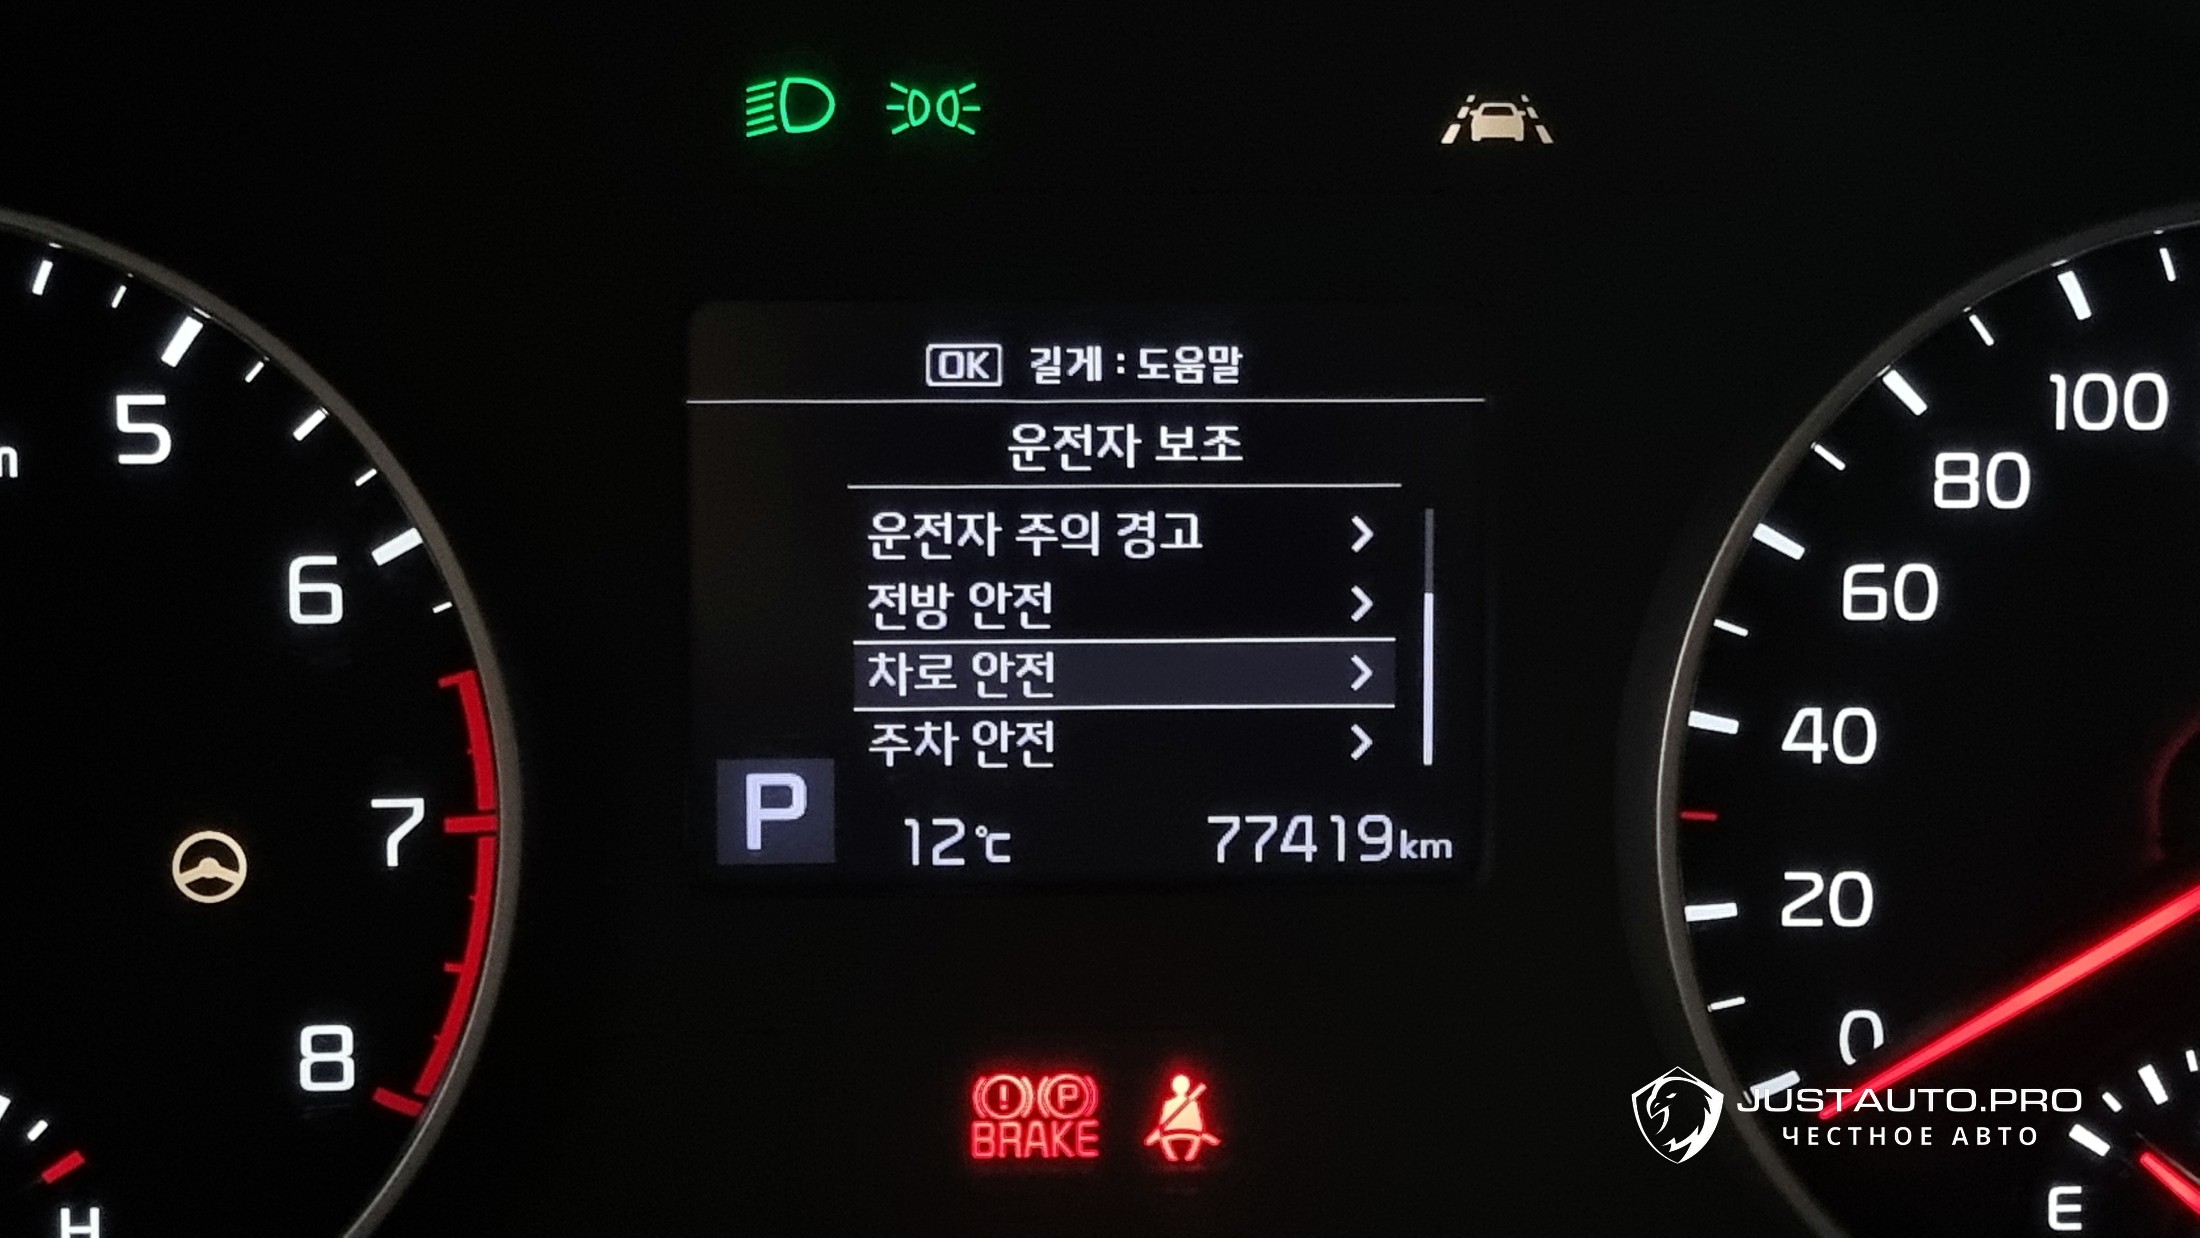 OK 길게 : 도움말
운전자 보조
운전자 주의 경고
전방 안전
차로 안전
주차 안전
P
12℃
77419km
5
6
7
8
H
100
80
60
40
20
0
E
BRAKE
P
JUSTAUTO.PRO
ЧЕСТНОЕ АВТО